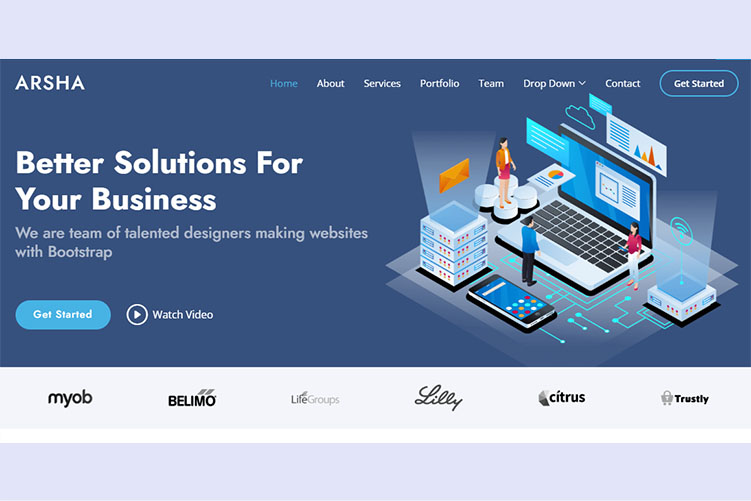 ARSHA
Home About Services Portfolio Team Drop Down Contact Get Started
Better Solutions For
Your Business
We are team of talented designers making websites
with Bootstrap
Get Started Watch Video
myob BELIMO LifeGroups Lilly citrus Trustly